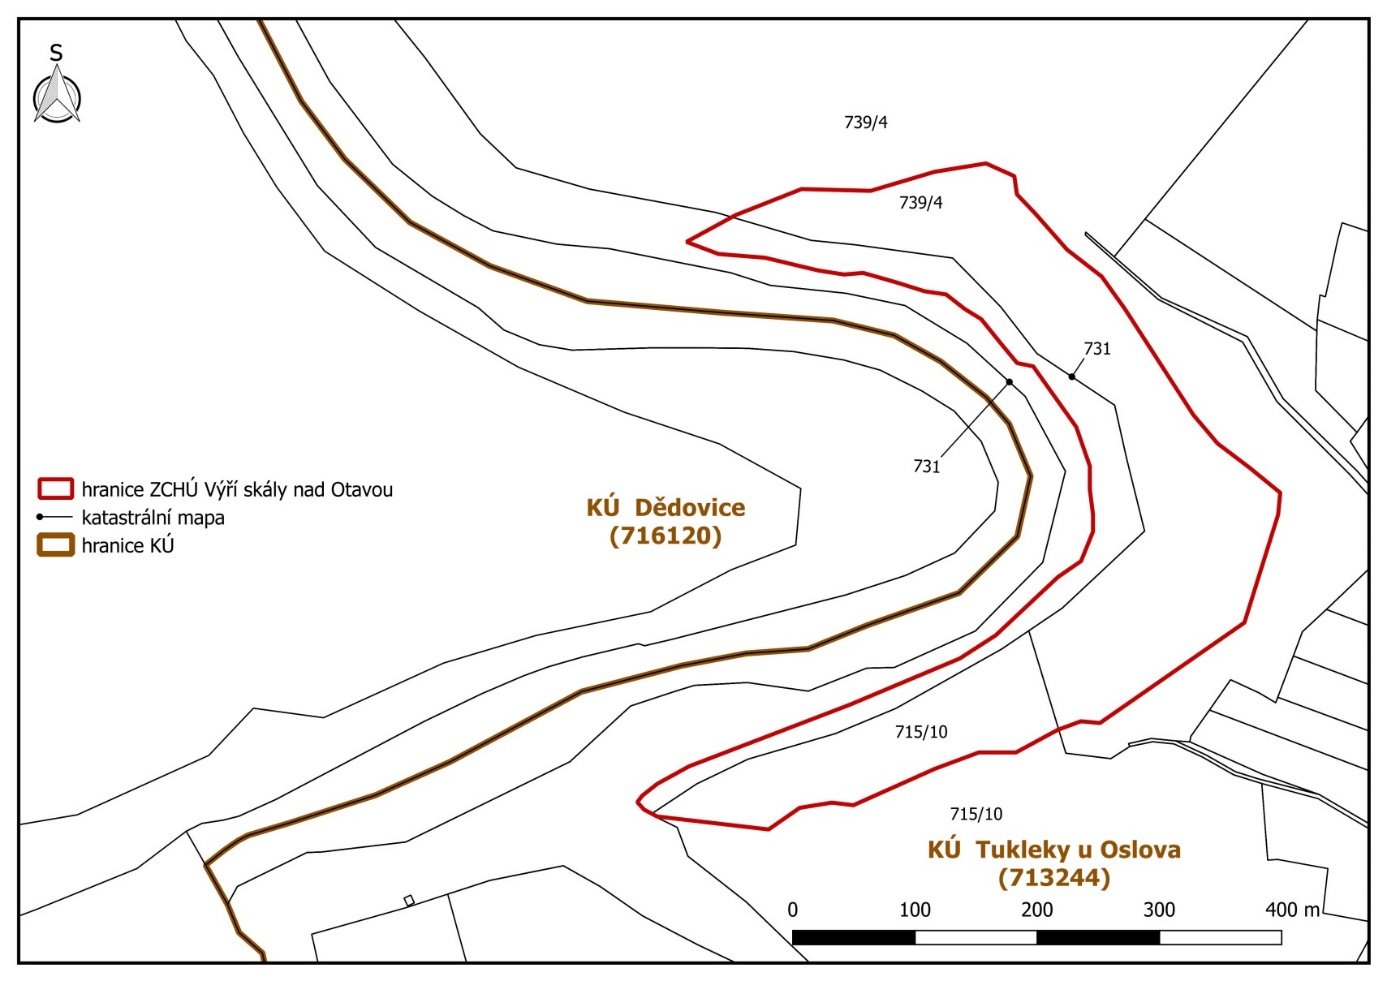 S
739/4
739/4
731
731
hranice ZCHÚ Výří skály nad Otavou
katastrální mapa
hranice KÚ
KÚ Dědovice
(716120)
715/10
715/10
KÚ Tukleky u Oslova
(713244)
0 100 200 300 400 m